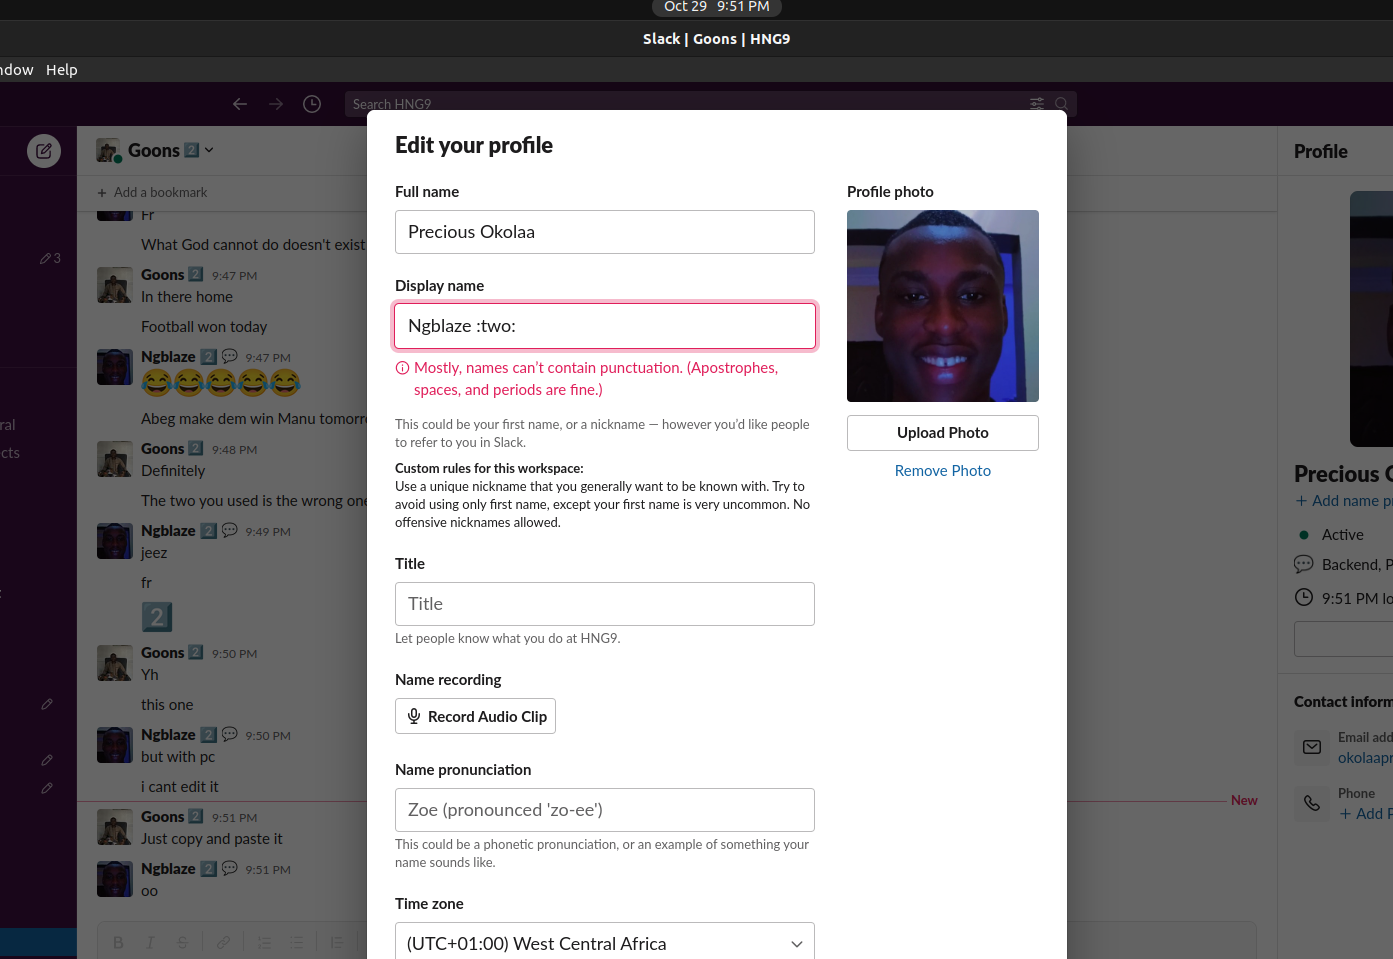 Oct 29 9:51 PM
Slack | Goons | HNG9
ndow Help
Search HNG9
Goons 2
Add a bookmark
Fr
What God cannot do doesn't exist
Goons 2 9:47 PM
In there home
Football won today
Ngblaze 2 9:47 PM
Abeg make dem win Manu tomorr
Goons 2 9:48 PM
Definitely
The two you used is the wrong one
Ngblaze 2 9:49 PM
jeez
fr
2
Goons 2 9:50 PM
Yh
this one
Ngblaze 2 9:50 PM
but with pc
i cant edit it
New
Goons 2 9:51 PM
Just copy and paste it
Ngblaze 2 9:51 PM
oo
3
ral
cts
Edit your profile
Full name
Precious Okolaa
Display name
Ngblaze :two:
Mostly, names can't contain punctuation. (Apostrophes,
spaces, and periods are fine.)
This could be your first name, or a nickname — however you'd like people
to refer to you in Slack.
Custom rules for this workspace:
Use a unique nickname that you generally want to be known with. Try to
avoid using only first name, except your first name is very uncommon. No
offensive nicknames allowed.
Title
Title
Let people know what you do at HNG9.
Name recording
Record Audio Clip
Name pronunciation
Zoe (pronounced 'zo-ee')
This could be a phonetic pronunciation, or an example of something your
name sounds like.
Time zone
(UTC+01:00) West Central Africa
Profile photo
Upload Photo
Remove Photo
Profile
Precious
+ Add name pr
Active
Backend, P
9:51 PM lo
Contact inform
Email add
okolaapr
Phone
+ Add P
B I S